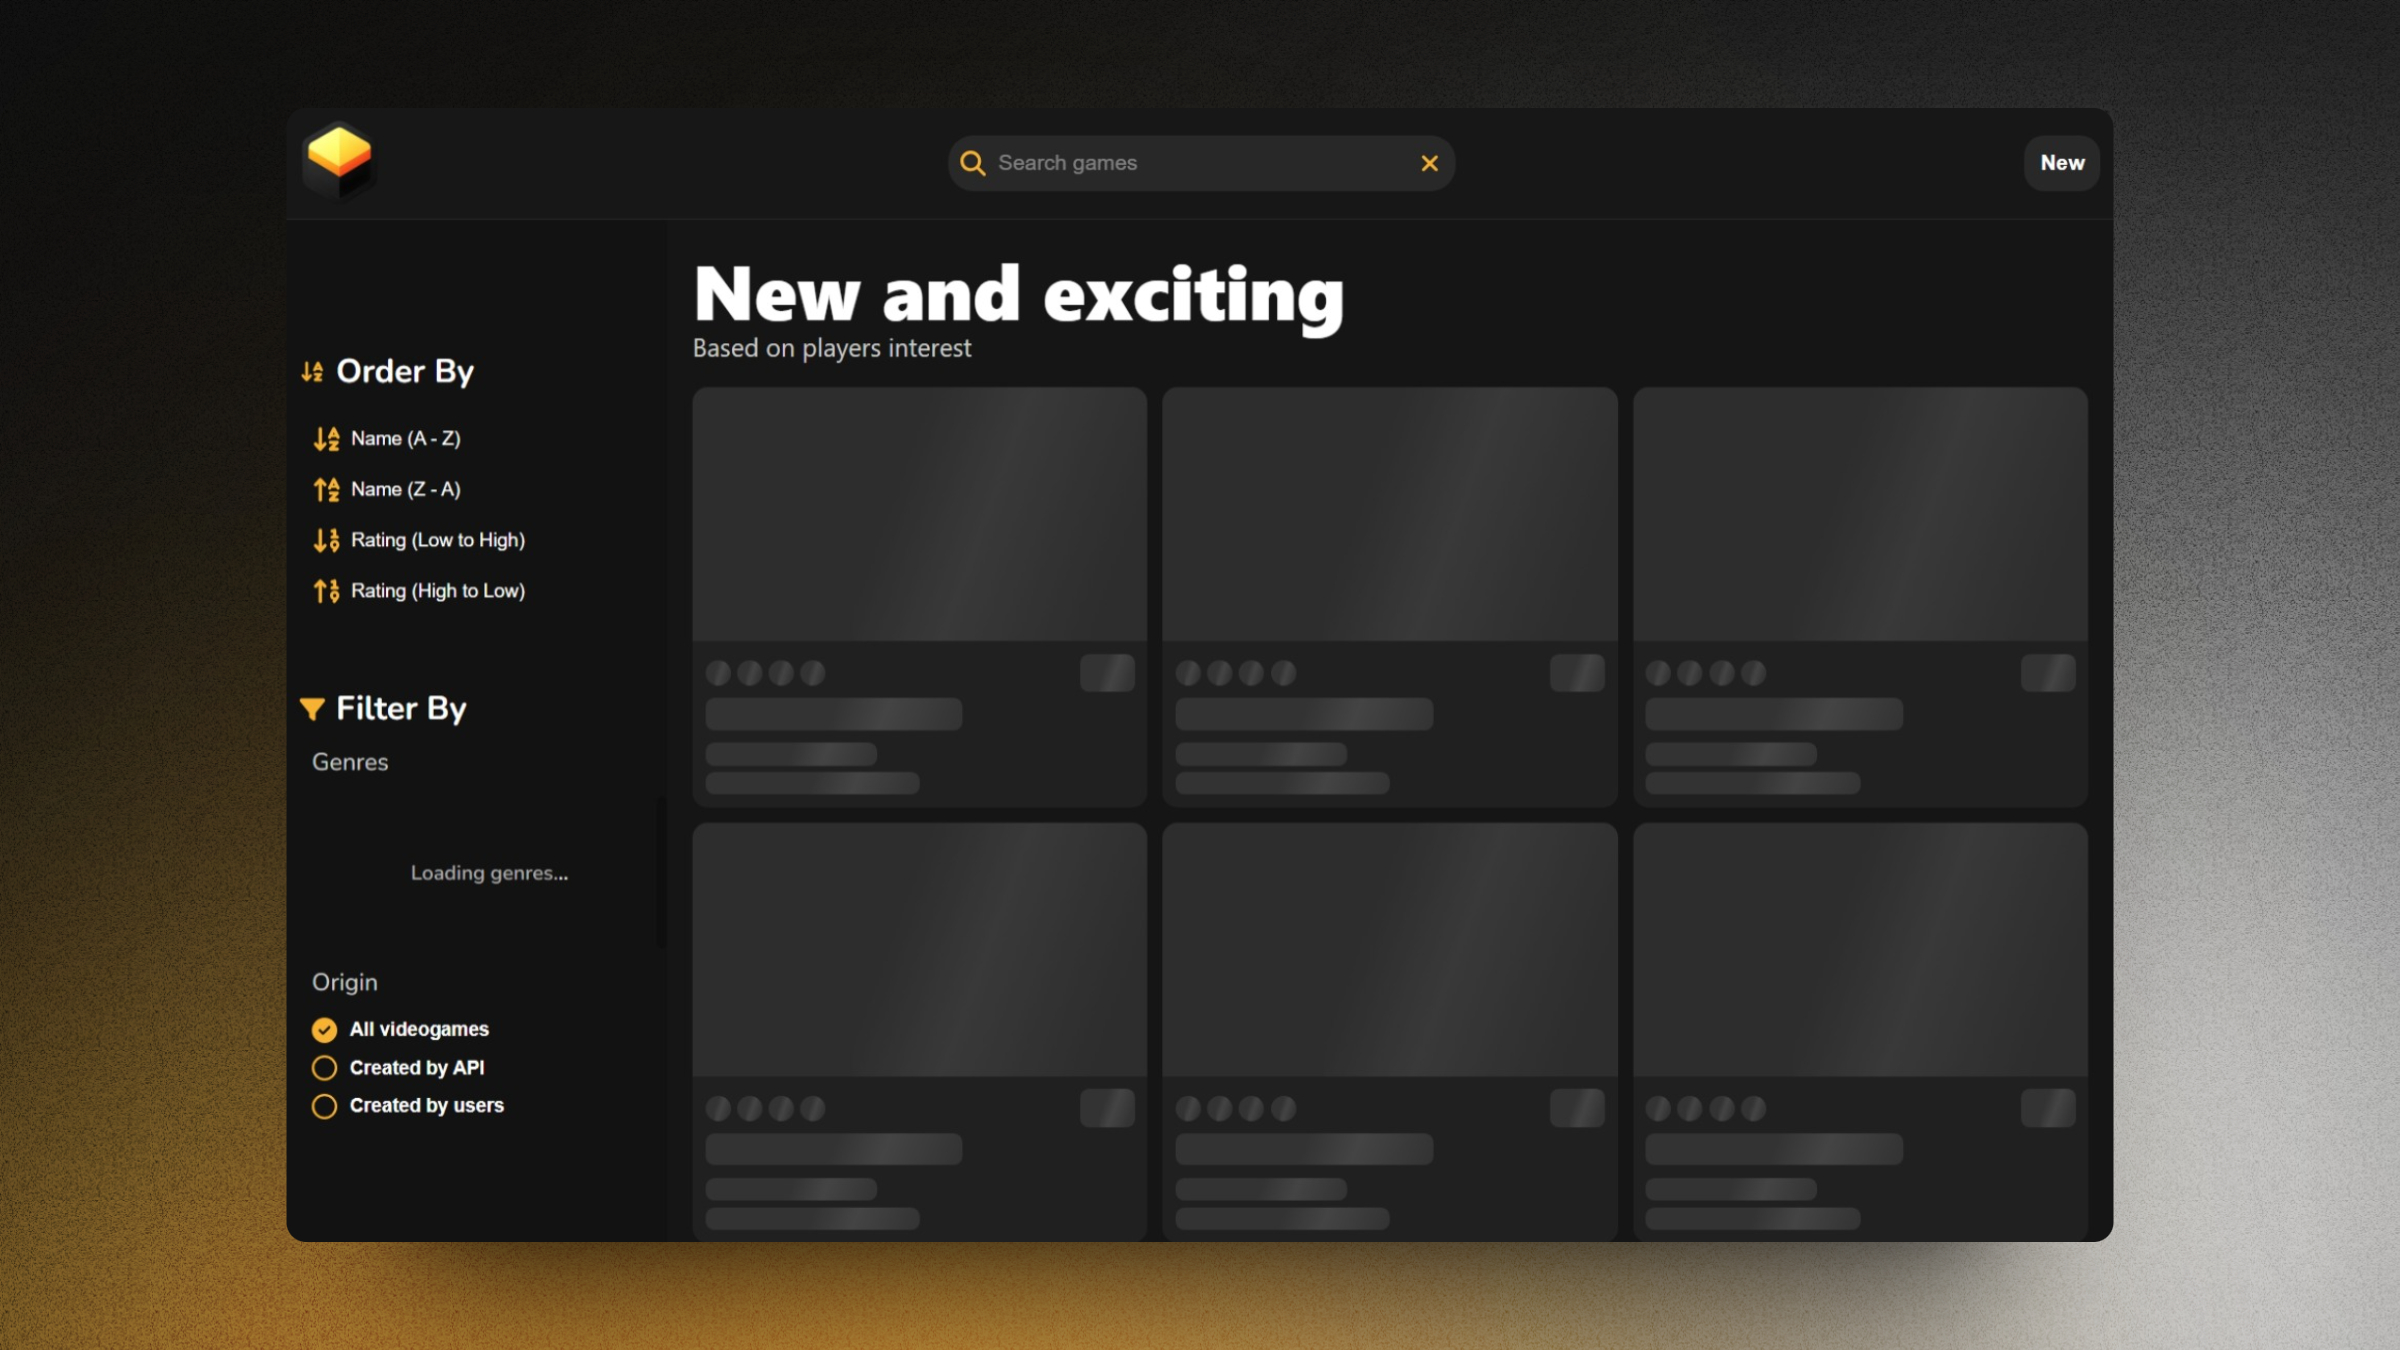 Search games
New
New and exciting
Based on players interest
Order By
Name (A - Z)
Name (Z - A)
Rating (Low to High)
Rating (High to Low)
Filter By
Genres
Loading genres...
Origin
All videogames
Created by API
Created by users